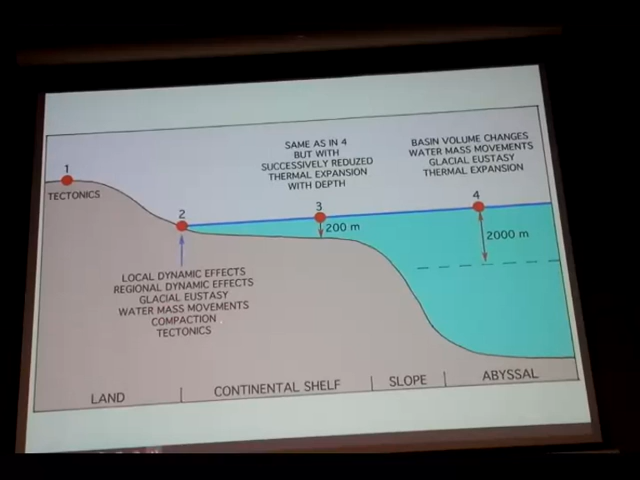 1
TECTONICS
2
LOCAL DYNAMIC EFFECTS
REGIONAL DYNAMIC EFFECTS
GLACIAL EUSTASY
WATER MASS MOVEMENTS
COMPACTION
TECTONICS
SAME AS IN 4
BUT WITH
SUCCESSIVELY REDUZED
THERMAL EXPANSION
WITH DEPTH
3
200 m
BASIN VOLUME CHANGES
WATER MASS MOVEMENTS
GLACIAL EUSTASY
THERMAL EXPANSION
4
2000 m
LAND
CONTINENTAL SHELF
SLOPE
ABYSSAL